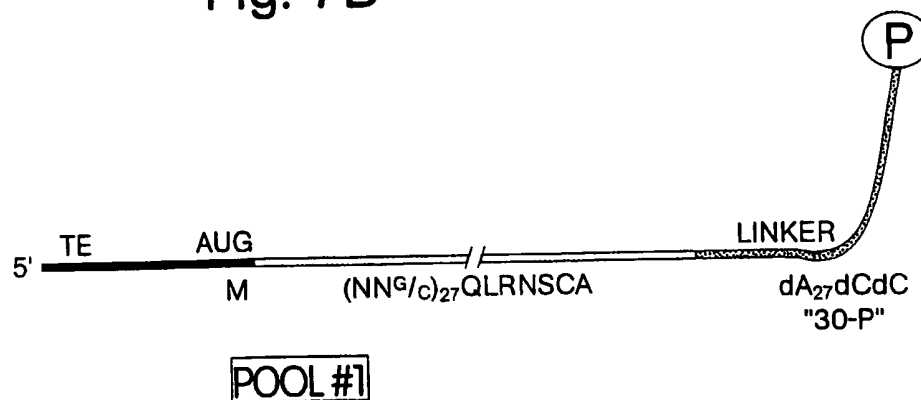 Fig. 7B
P
TE AUG LINKER
5'
M (NNG/C)27QLRNSCA dA27dCdC
"30-P"
POOL #1